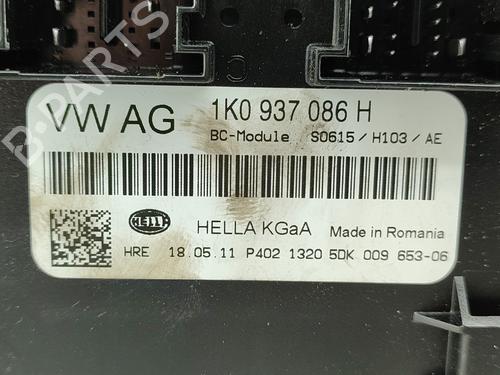 VW AG 1K0 937 086 H
BC-Module S0615 / H103 / AE
HELLA
HELLA KGaA Made in Romania
HRE 18.05.11 P402 1320 5DK 009 653-06
B-PARTS